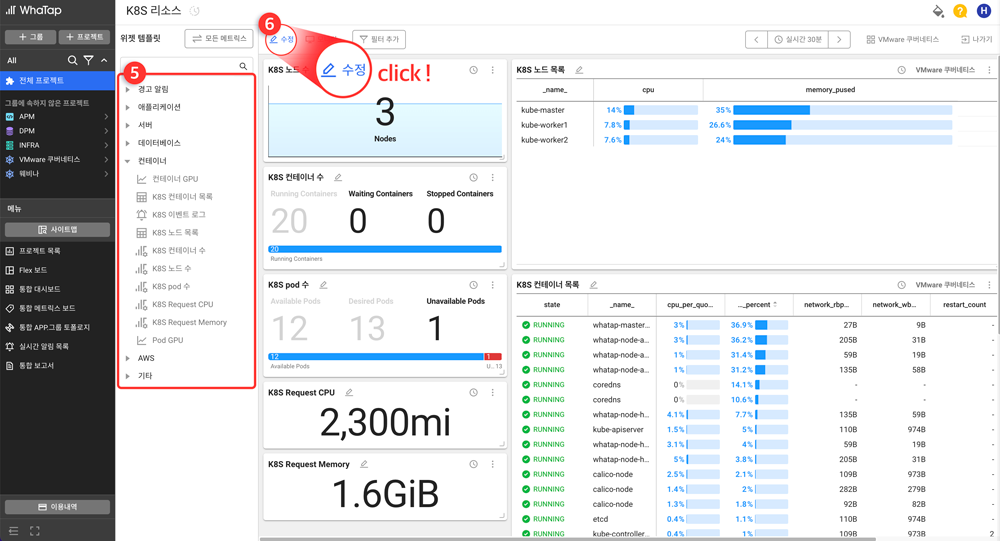 WhaTap
K8S 리소스
H
+ 그룹
+ 프로젝트
위젯 템플릿
모든 메트릭스
6
수정
필터 추가
실시간 30분
VMware 쿠버네티스
나가기
수정
click !
All
전체 프로젝트
그룹에 속하지 않은 프로젝트
APM
DPM
INFRA
VMware 쿠버네티스
웨비나
메뉴
사이트맵
프로젝트 목록
Flex 보드
통합 대시보드
통합 메트릭스 보드
통합 APP.그룹 토폴로지
실시간 알림 목록
통합 보고서
이용내역
5
경고 알림
애플리케이션
서버
데이터베이스
컨테이너
컨테이너 GPU
K8S 컨테이너 목록
K8S 이벤트 로그
K8S 노드 목록
K8S 컨테이너 수
K8S 노드 수
K8S pod 수
K8S Request CPU
K8S Request Memory
Pod GPU
AWS
기타
K8S 노드
3
Nodes
K8S 컨테이너 수
Running Containers Waiting Containers Stopped Containers
20 0 0
20
Running Containers
K8S pod 수
Available Pods Desired Pods Unavailable Pods
12 13 1
12 1
Available Pods U.. 13
K8S Request CPU
2,300mi
K8S Request Memory
1.6GiB
K8S 노드 목록 VMware 쿠버네티스
_name_ cpu memory_pused
kube-master 14% 35%
kube-worker1 7.8% 26.6%
kube-worker2 7.6% 24%
K8S 컨테이너 목록 VMware 쿠버네티스
state _name_ cpu_per_quo... ..._percent network_rbp... network_wb... restart_count
RUNNING whatap-master... 3% 36.9% 27B 9B
RUNNING whatap-node-a... 3% 36.2% 205B 31B
RUNNING whatap-node-a... 1% 31.4% 59B 19B
RUNNING whatap-node-a... 1% 31.2% 135B 58B
RUNNING coredns 0% 14.1% - - -
RUNNING coredns 0% 10.6% - - -
RUNNING whatap-node-h... 4.1% 7.7% 135B 59B
RUNNING kube-apiserver 1.5% 5% 110B 974B
RUNNING whatap-node-h... 3.1% 4% 59B 19B
RUNNING whatap-node-h... 5% 3.8% 205B 31B
RUNNING calico-node 2.5% 2.1% 109B 973B
RUNNING calico-node 1.4% 2% 282B 279B
RUNNING calico-node 1.3% 1.8% 92B 82B
RUNNING etcd 0.4% 1.1% 110B 974B
RUNNING kube-controller... 0.4% 1% 109B 973B 2